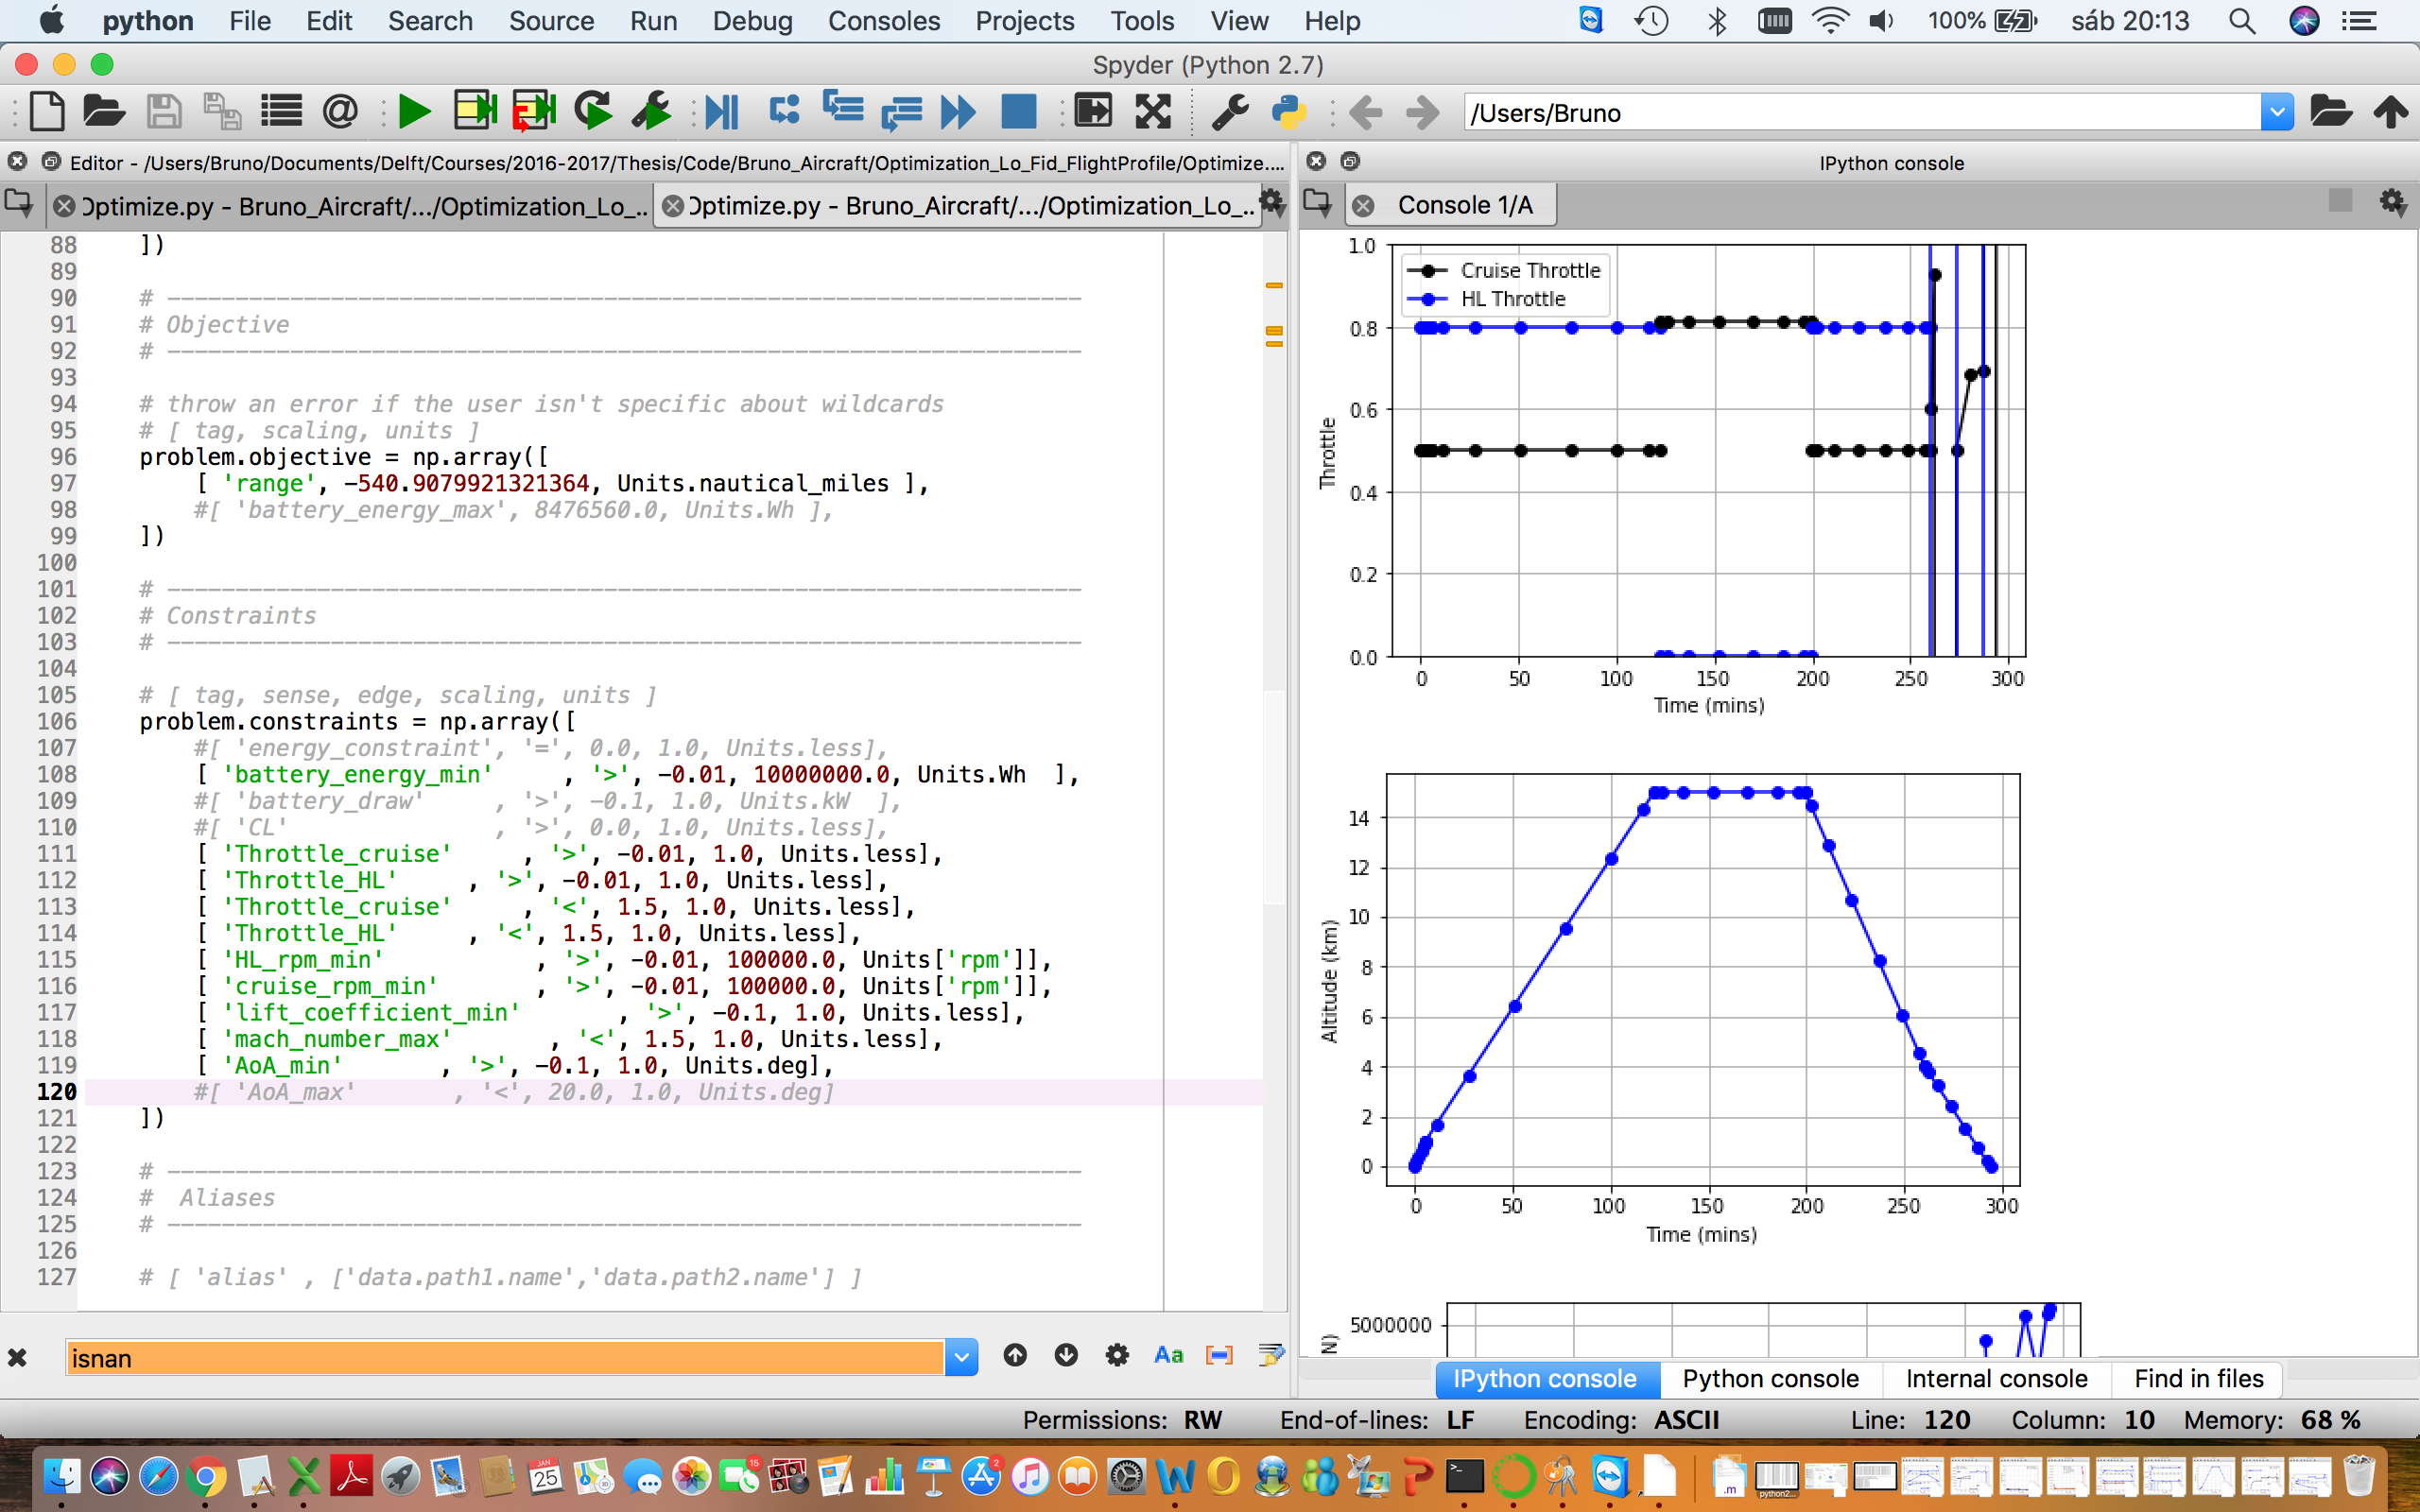 python File Edit Search Source Run Debug Consoles Projects Tools View Help 100% sáb 20:13
Spyder (Python 2.7)
/Users/Bruno
Editor - /Users/Bruno/Documents/Delft/Courses/2016-2017/Thesis/Code/Bruno_Aircraft/Optimization_Lo_Fid_FlightProfile/Optimize....
IPython console
Optimize.py - Bruno_Aircraft/.../Optimization_Lo_..
Optimize.py - Bruno_Aircraft/.../Optimization_Lo_..
Console 1/A
88 ])
89
90 # -------------------------------------------------------------------
91 # Objective
92 # -------------------------------------------------------------------
93
94 # throw an error if the user isn't specific about wildcards
95 # [ tag, scaling, units ]
96 problem.objective = np.array([
97 [ 'range', -540.9079921321364, Units.nautical_miles ],
98 #[ 'battery_energy_max', 8476560.0, Units.Wh ],
99 ])
100
101 # -------------------------------------------------------------------
102 # Constraints
103 # -------------------------------------------------------------------
104
105 # [ tag, sense, edge, scaling, units ]
106 problem.constraints = np.array([
107 #[ 'energy_constraint', '=', 0.0, 1.0, Units.less],
108 [ 'battery_energy_min' , '>', -0.01, 10000000.0, Units.Wh ],
109 #[ 'battery_draw' , '>', -0.1, 1.0, Units.kW ],
110 #[ 'CL' , '>', 0.0, 1.0, Units.less],
111 [ 'Throttle_cruise' , '>', -0.01, 1.0, Units.less],
112 [ 'Throttle_HL' , '>', -0.01, 1.0, Units.less],
113 [ 'Throttle_cruise' , '<', 1.5, 1.0, Units.less],
114 [ 'Throttle_HL' , '<', 1.5, 1.0, Units.less],
115 [ 'HL_rpm_min' , '>', -0.01, 100000.0, Units['rpm']],
116 [ 'cruise_rpm_min' , '>', -0.01, 100000.0, Units['rpm']],
117 [ 'lift_coefficient_min' , '>', -0.1, 1.0, Units.less],
118 [ 'mach_number_max' , '<', 1.5, 1.0, Units.less],
119 [ 'AoA_min' , '>', -0.1, 1.0, Units.deg],
120 #[ 'AoA_max' , '<', 20.0, 1.0, Units.deg]
121 ])
122
123 # -------------------------------------------------------------------
124 # Aliases
125 # -------------------------------------------------------------------
126
127 # [ 'alias' , ['data.path1.name','data.path2.name'] ]
isnan
Aa
Cruise Throttle
HL Throttle
Throttle
1.0
0.8
0.6
0.4
0.2
0.0
0 50 100 150 200 250 300
Time (mins)
Altitude (km)
14
12
10
8
6
4
2
0
0 50 100 150 200 250 300
Time (mins)
5000000
N)
IPython console Python console Internal console Find in files
Permissions: RW End-of-lines: LF Encoding: ASCII Line: 120 Column: 10 Memory: 68 %
JAN
25
15
2
.m
python2...